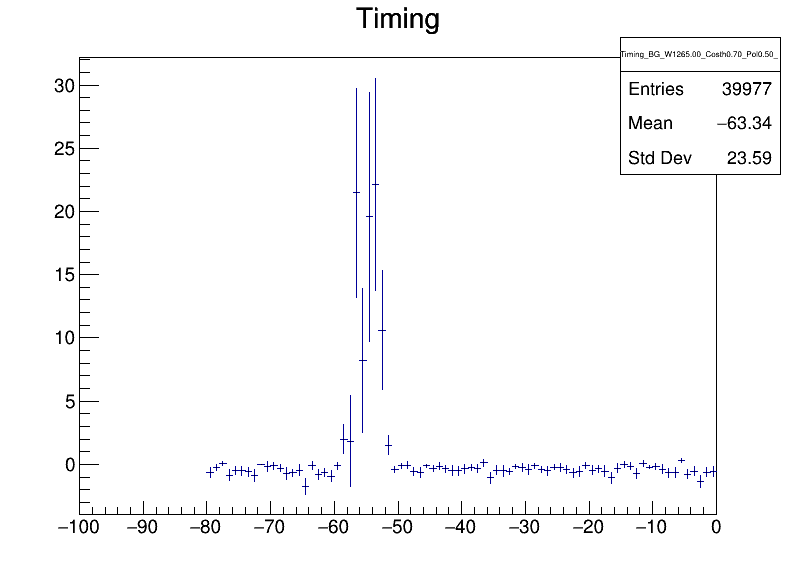 Timing
Timing_BG_W1265.00_Costh0.70_Pol0.50_
Entries 39977
Mean −63.34
Std Dev 23.59
30
25
20
15
10
5
0
−100 −90 −80 −70 −60 −50 −40 −30 −20 −10 0